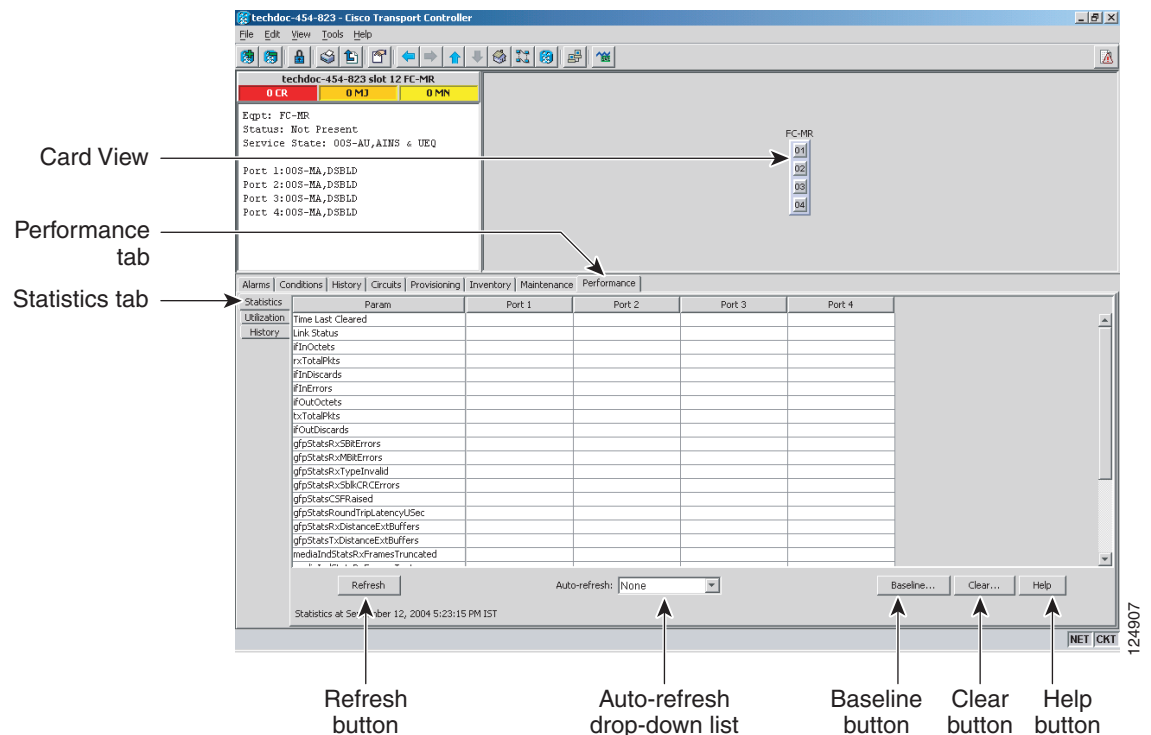 techdoc-454-823 - Cisco Transport Controller
File Edit View Tools Help
techdoc-454-823 slot 12 FC-MR
0 CR 0 MJ 0 MN
Eqpt: FC-MR
Status: Not Present
Service State: OOS-AU,AINS & UEQ
Port 1:OOS-MA,DSBLD
Port 2:OOS-MA,DSBLD
Port 3:OOS-MA,DSBLD
Port 4:OOS-MA,DSBLD
FC-MR
01
02
03
04
Card View
Performance
tab
Statistics tab
Alarms Conditions History Circuits Provisioning Inventory Maintenance Performance
Statistics
Utilization
History
Param Port 1 Port 2 Port 3 Port 4
Time Last Cleared
Link Status
ifInOctets
rxTotalPkts
ifInDiscards
ifInErrors
ifOutOctets
txTotalPkts
ifOutDiscards
gfpStatsRxSBitErrors
gfpStatsRxMBitErrors
gfpStatsRxTypeInvalid
gfpStatsRxSblkCRCErrors
gfpStatsCSFRaised
gfpStatsRoundTripLatencyUSec
gfpStatsRxDistanceExtBuffers
gfpStatsTxDistanceExtBuffers
mediaIndStatsRxFramesTruncated
Refresh Auto-refresh: None Baseline... Clear... Help
Statistics at September 12, 2004 5:23:15 PM IST
NET CKT
124907
Refresh
button
Auto-refresh
drop-down list
Baseline
button
Clear
button
Help
button